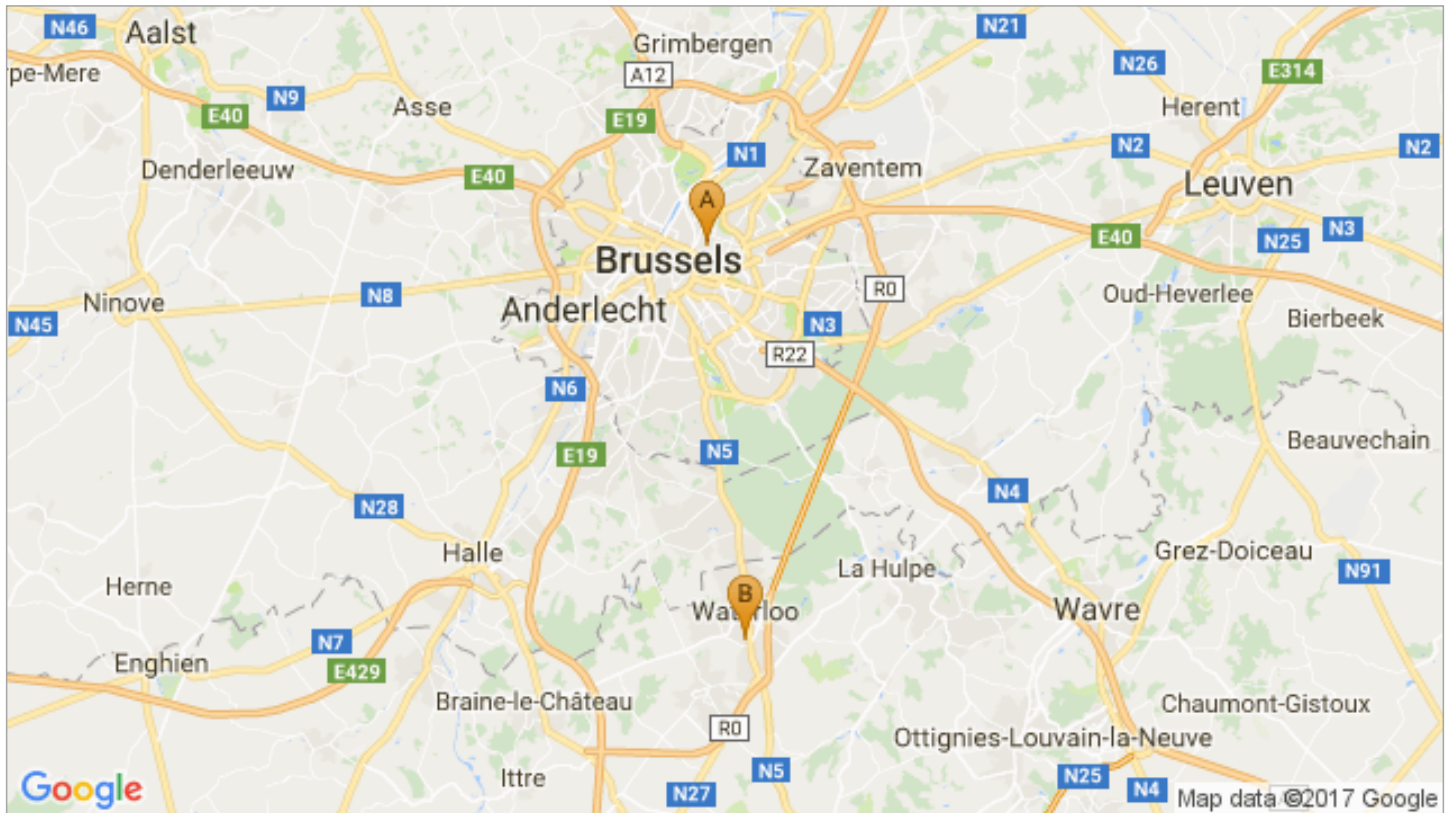 N46
Aalst
N21
Grimbergen
pe-Mere
A12
N26
E314
N9
Asse
Herent
E40
E19
N1
N2
N2
Denderleeuw
E40
Zaventem
Leuven
A
N3
E40
N25
Brussels
R0
Oud-Heverlee
Ninove
N8
Anderlecht
Bierbeek
N45
N3
R22
N6
Beauvechain
N5
E19
N4
N28
Halle
Grez-Doiceau
La Hulpe
N91
Herne
B
Waterloo
Wavre
N7
Enghien
E429
Braine-le-Château
Chaumont-Gistoux
R0
Ottignies-Louvain-la-Neuve
N5
Ittre
N25
N27
N4
Google
Map data ©2017 Google